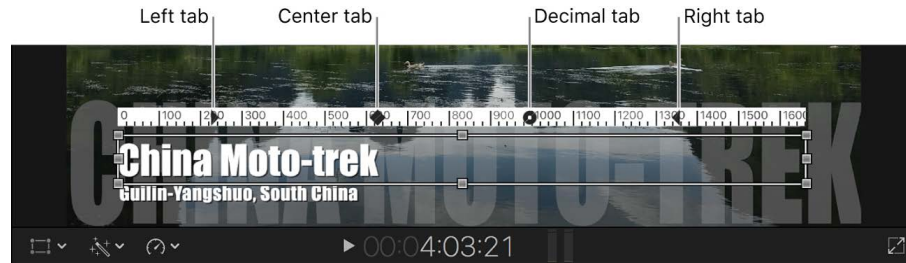 Left tab Center tab Decimal tab Right tab
0 100 200 300 400 500 600 700 800 900 1000 1100 1200 1300 1400 1500 1600
CHINA MOTO-TREK
China Moto-trek
Guilin-Yangshuo, South China
00:04:03:21